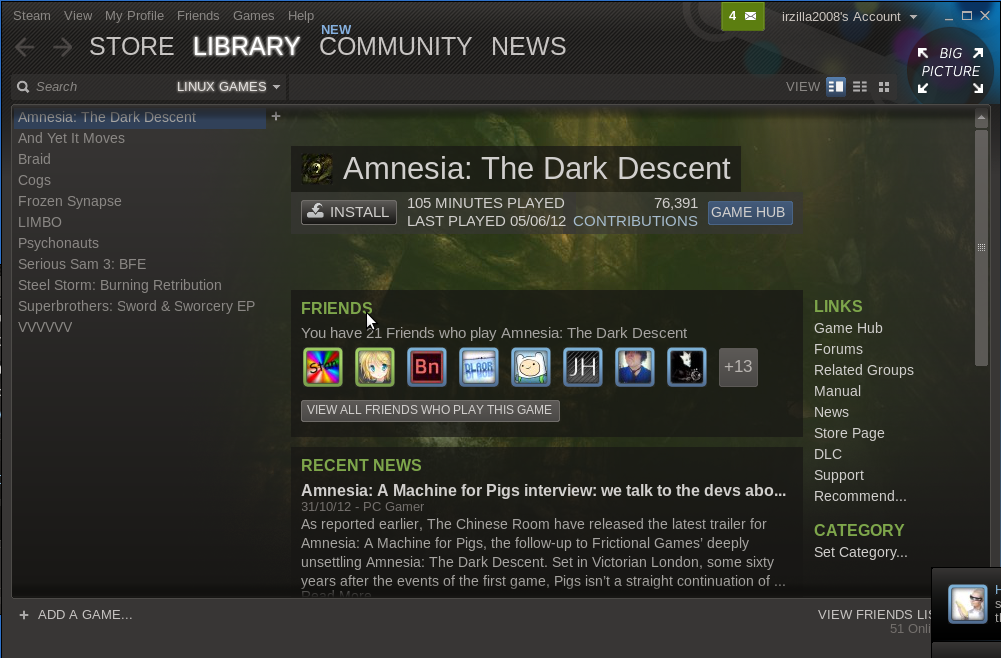 Steam View My Profile Friends Games Help
4
irzilla2008's Account
NEW
STORE LIBRARY COMMUNITY NEWS
BIG
PICTURE
Search
LINUX GAMES
VIEW
Amnesia: The Dark Descent
And Yet It Moves
Braid
Cogs
Frozen Synapse
LIMBO
Psychonauts
Serious Sam 3: BFE
Steel Storm: Burning Retribution
Superbrothers: Sword & Sworcery EP
VVVVVV
Amnesia: The Dark Descent
INSTALL
105 MINUTES PLAYED
LAST PLAYED 05/06/12
76,391
CONTRIBUTIONS
GAME HUB
FRIENDS
You have 21 Friends who play Amnesia: The Dark Descent
Bn
JH
+13
VIEW ALL FRIENDS WHO PLAY THIS GAME
RECENT NEWS
Amnesia: A Machine for Pigs interview: we talk to the devs abo...
31/10/12 - PC Gamer
As reported earlier, The Chinese Room have released the latest trailer for
Amnesia: A Machine for Pigs, the follow-up to Frictional Games’ deeply
unsettling Amnesia: The Dark Descent. Set in Victorian London, some sixty
years after the events of the first game, Pigs isn’t a straight continuation of ...
Read More
LINKS
Game Hub
Forums
Related Groups
Manual
News
Store Page
DLC
Support
Recommend...
CATEGORY
Set Category...
+ ADD A GAME...
VIEW FRIENDS LIS
51 Onli